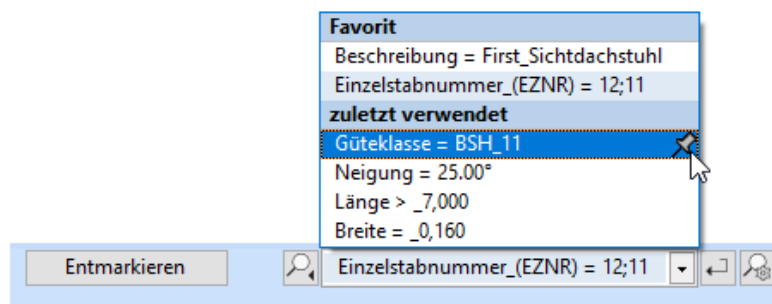 Favorit
Beschreibung = First_Sichtdachstuhl
Einzelstabnummer_(EZNR) = 12;11
zuletzt verwendet
Güteklasse = BSH_11
Neigung = 25.00°
Länge > _7,000
Breite = _0,160
Entmarkieren
Einzelstabnummer_(EZNR) = 12;11